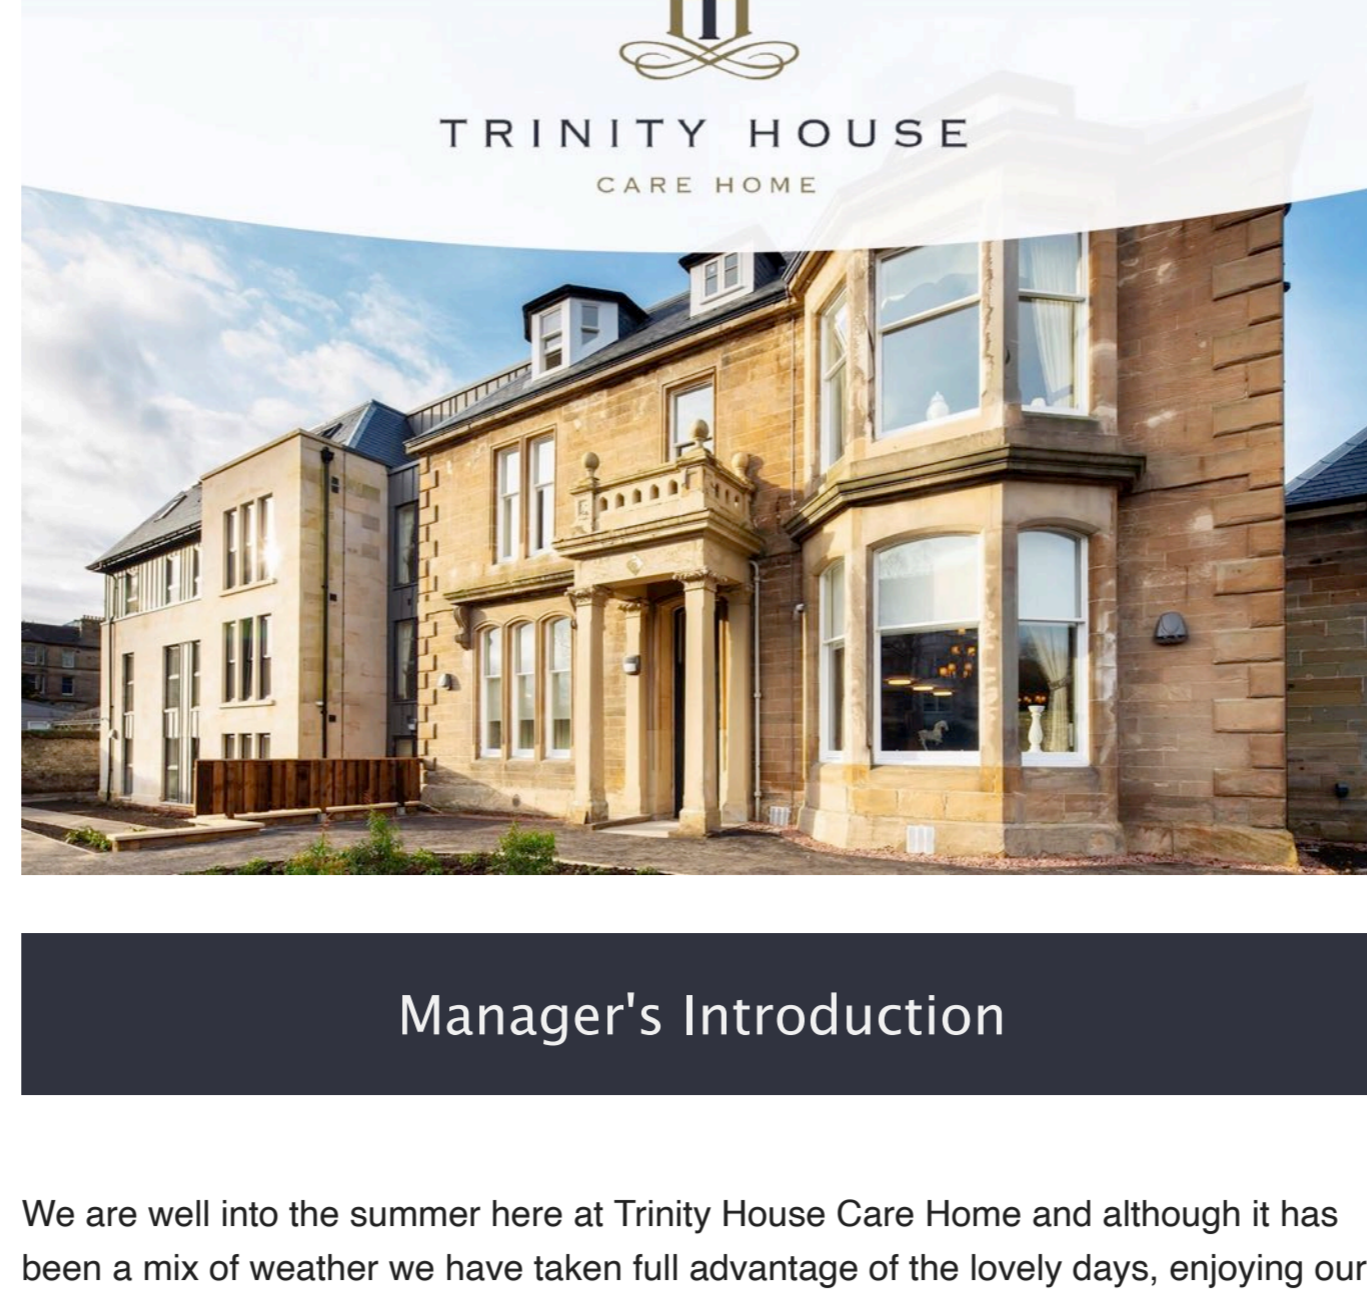 TRINITY HOUSE
CARE HOME
Manager's Introduction
We are well into the summer here at Trinity House Care Home and although it has
been a mix of weather we have taken full advantage of the lovely days, enjoying our